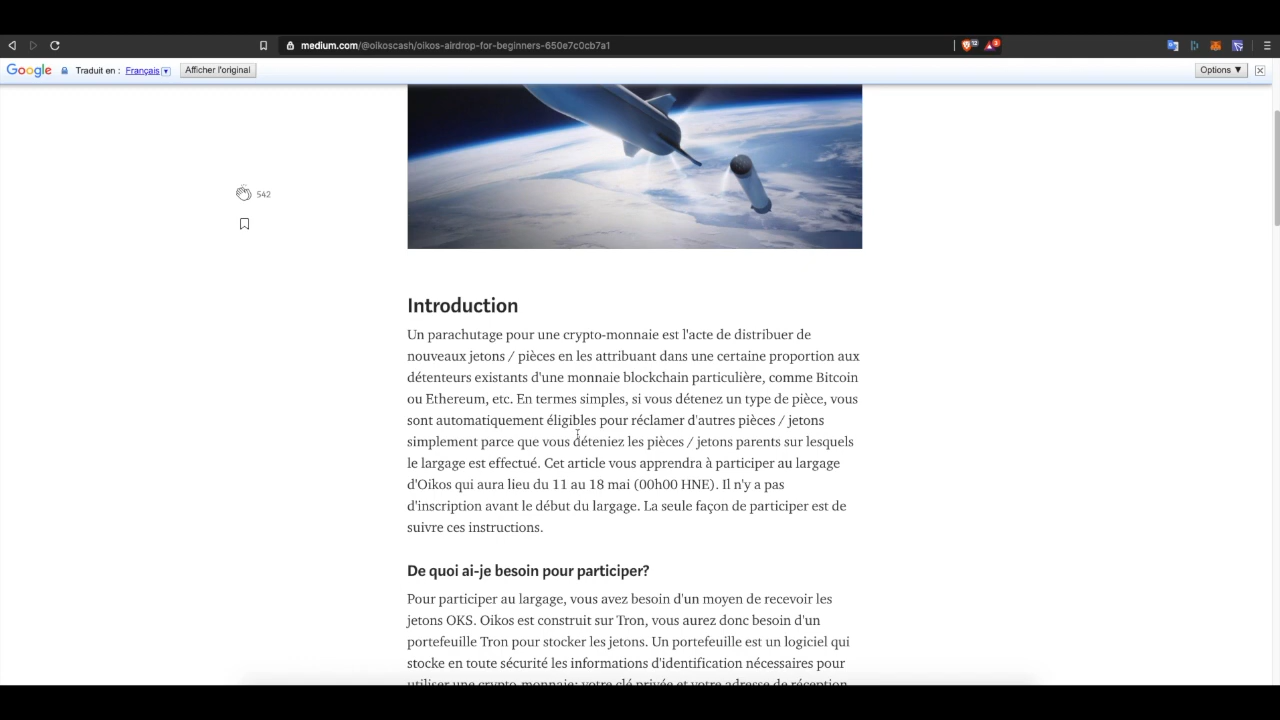 medium.com/@oikoscash/oikos-airdrop-for-beginners-650e7c0cb7a1
12
3
Google Traduit en : Français Afficher l'original
Options ▼
542
Introduction
Un parachutage pour une crypto-monnaie est l'acte de distribuer de
nouveaux jetons / pièces en les attribuant dans une certaine proportion aux
détenteurs existants d'une monnaie blockchain particulière, comme Bitcoin
ou Ethereum, etc. En termes simples, si vous détenez un type de pièce, vous
sont automatiquement éligibles pour réclamer d'autres pièces / jetons
simplement parce que vous déteniez les pièces / jetons parents sur lesquels
le largage est effectué. Cet article vous apprendra à participer au largage
d'Oikos qui aura lieu du 11 au 18 mai (00h00 HNE). Il n'y a pas
d'inscription avant le début du largage. La seule façon de participer est de
suivre ces instructions.
De quoi ai-je besoin pour participer?
Pour participer au largage, vous avez besoin d'un moyen de recevoir les
jetons OKS. Oikos est construit sur Tron, vous aurez donc besoin d'un
portefeuille Tron pour stocker les jetons. Un portefeuille est un logiciel qui
stocke en toute sécurité les informations d'identification nécessaires pour
utiliser une crypto-monnaie: votre clé privée et votre adresse de réception